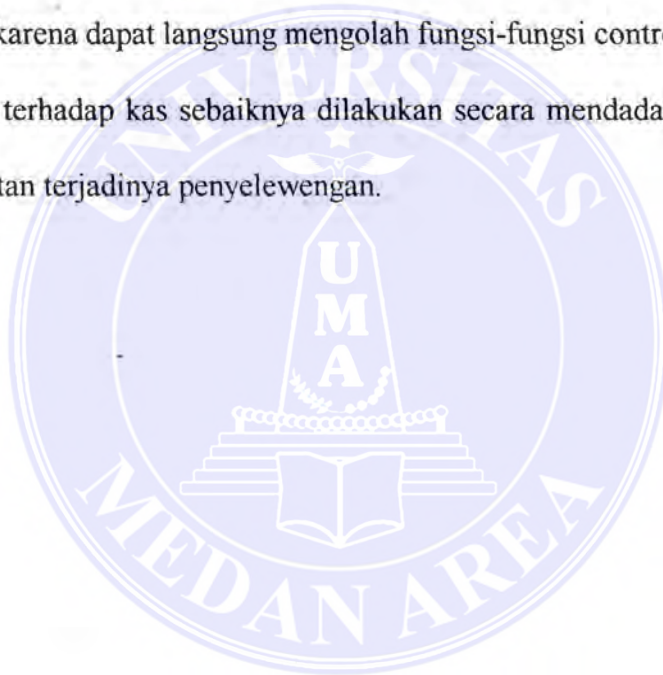 karena dapat langsung mengolah fungsi-fungsi contr
terhadap kas sebaiknya dilakukan secara mendada
tan terjadinya penyelewengan.
UNIVERSITAS
UMA
MEDAN AREA